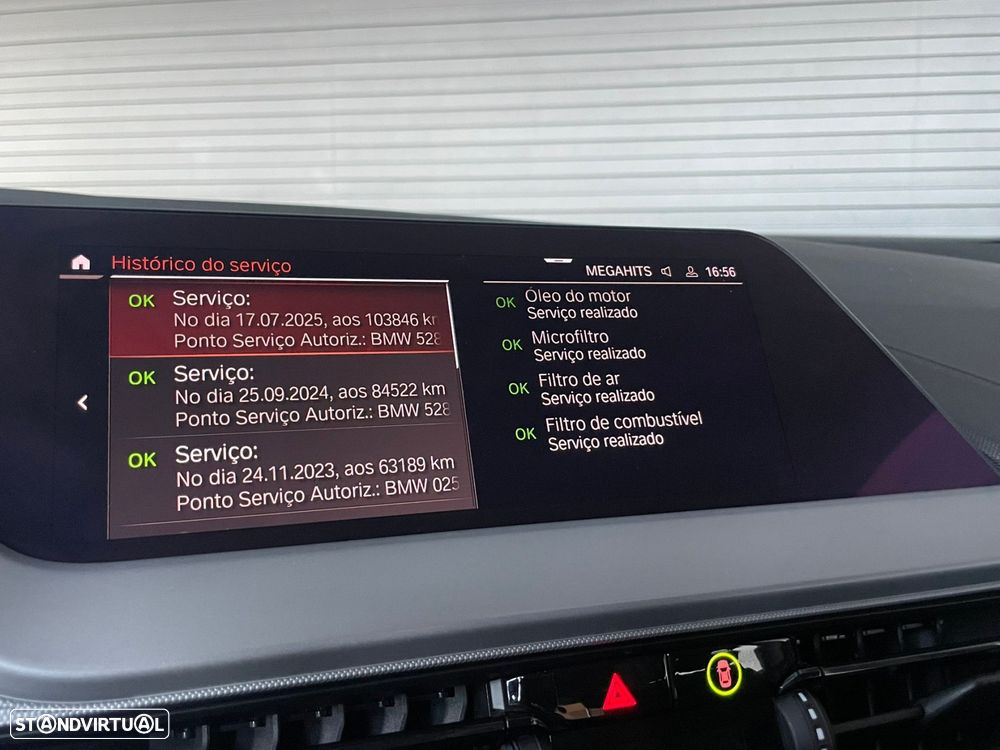 Histórico do serviço
MEGAHITS 16:56
OK Serviço:
No dia 17.07.2025, aos 103846 km
Ponto Serviço Autoriz.: BMW 528
OK Serviço:
No dia 25.09.2024, aos 84522 km
Ponto Serviço Autoriz.: BMW 528
OK Serviço:
No dia 24.11.2023, aos 63189 km
Ponto Serviço Autoriz.: BMW 025
OK Óleo do motor
Serviço realizado
OK Microfiltro
Serviço realizado
OK Filtro de ar
Serviço realizado
OK Filtro de combustível
Serviço realizado
STANDVIRTUAL